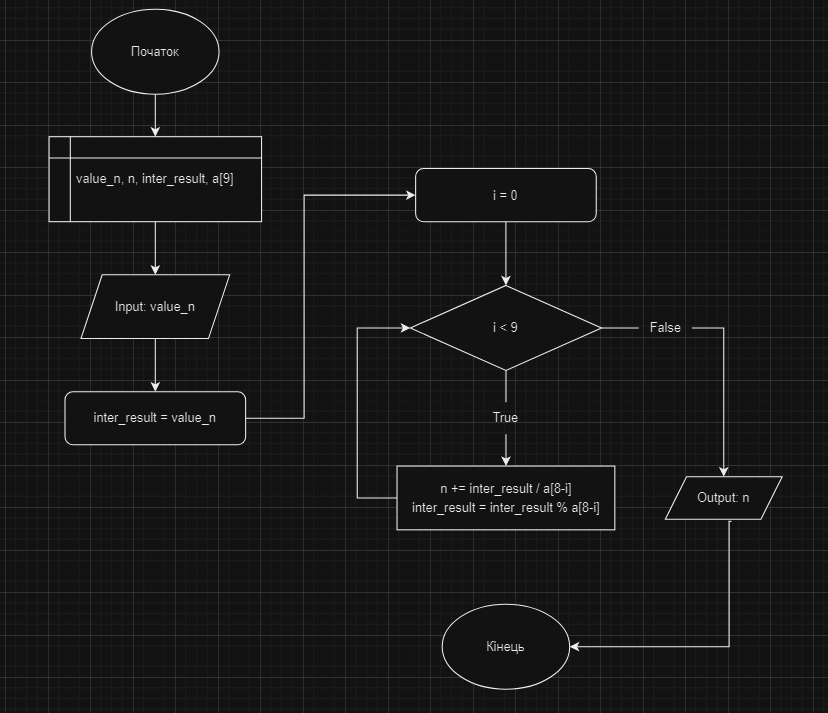 Початок
value_n, n, inter_result, a[9]
Input: value_n
inter_result = value_n
i = 0
i < 9
False
True
n += inter_result / a[8-i]
inter_result = inter_result % a[8-i]
Output: n
Кінець